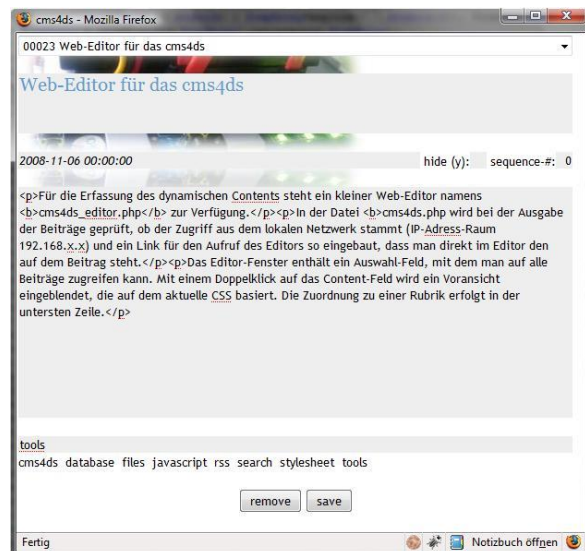 cms4ds - Mozilla Firefox
00023 Web-Editor für das cms4ds
Web-Editor für das cms4ds
2008-11-06 00:00:00 hide (y): sequence-#: 0
<p>Für die Erfassung des dynamischen Contents steht ein kleiner Web-Editor namens
<b>cms4ds_editor.php</b> zur Verfügung.</p><p>In der Datei <b>cms4ds.php wird bei der Ausgabe
der Beiträge geprüft, ob der Zugriff aus dem lokalen Netzwerk stammt (IP-Adress-Raum
192.168.x.x) und ein Link für den Aufruf des Editors so eingebaut, dass man direkt im Editor den
auf dem Beitrag steht.</p><p>Das Editor-Fenster enthält ein Auswahl-Feld, mit dem man auf alle
Beiträge zugreifen kann. Mit einem Doppelklick auf das Content-Feld wird ein Voransicht
eingeblendet, die auf dem aktuelle CSS basiert. Die Zuordnung zu einer Rubrik erfolgt in der
untersten Zeile.</p>
tools
cms4ds database files javascript rss search stylesheet tools
remove save
Fertig Notizbuch öffnen